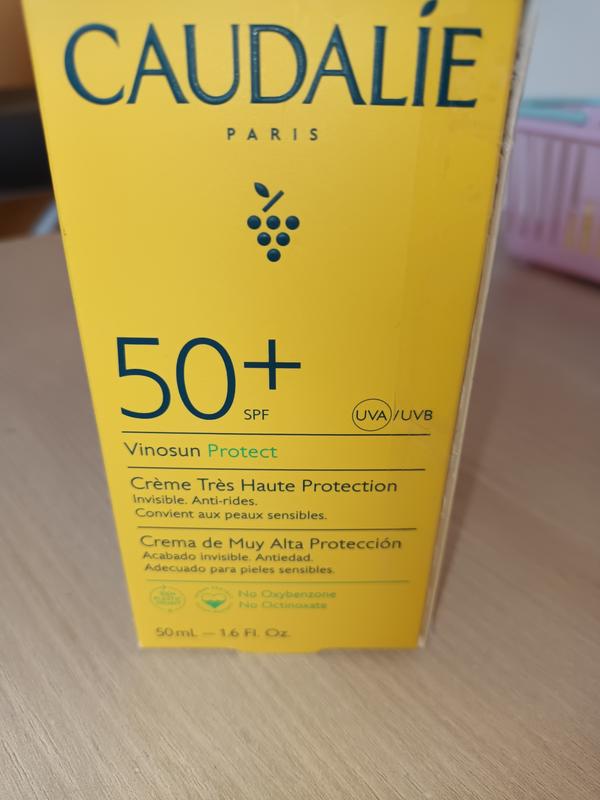 CAUDALÍE
PARIS
50+
SPF
UVA/UVB
Vinosun Protect
Crème Très Haute Protection
Invisible. Anti-rides.
Convient aux peaux sensibles.
Crema de Muy Alta Protección
Acabado invisible. Antiedad.
Adecuado para pieles sensibles.
No Oxybenzone
No Octinoxate
50 mL — 1.6 Fl. Oz.